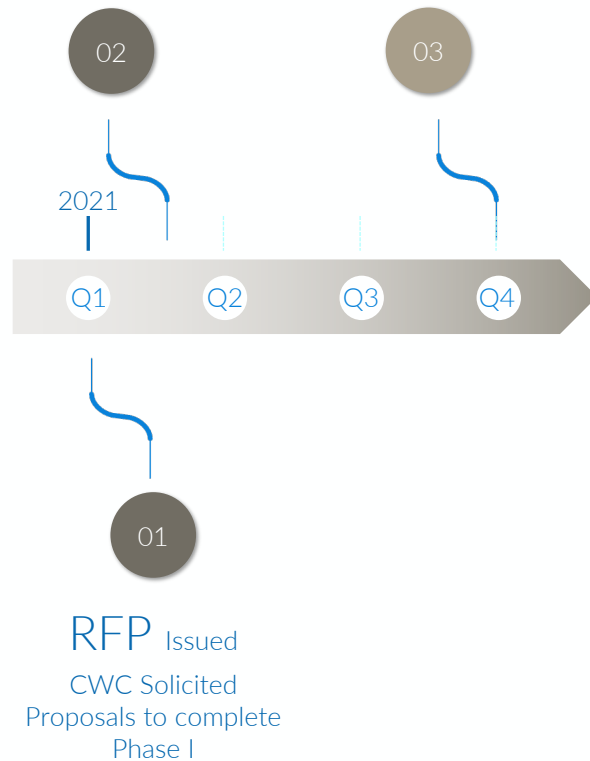 02
03
2021
Q1
Q2
Q3
Q4
01
RFP Issued
CWC Solicited
Proposals to complete
Phase I